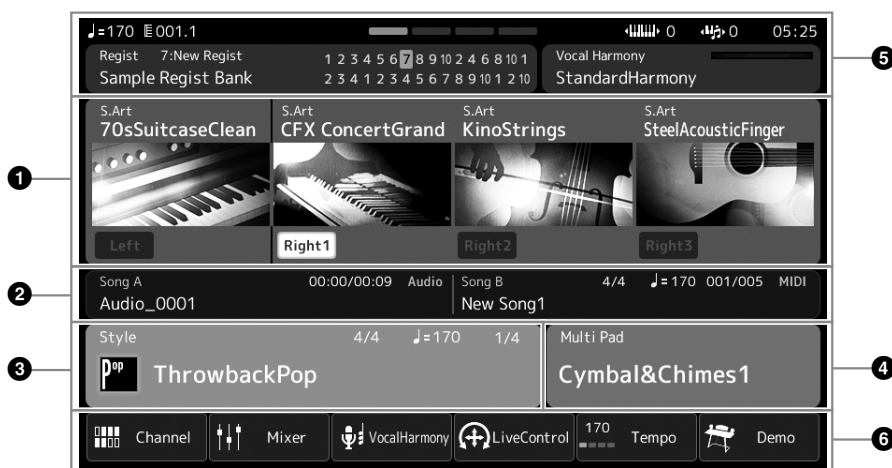 ♩=170 001.1 0 0 05:25
Regist 7:New Regist
Sample Regist Bank
1 2 3 4 5 6 7 8 9 10 2 4 6 8 10 1
2 3 4 1 2 3 4 5 6 7 8 9 10 1 2 10
Vocal Harmony
StandardHarmony
5
S.Art
70sSuitcaseClean
S.Art
CFX ConcertGrand
S.Art
KinoStrings
S.Art
SteelAcousticFinger
1
Left
Right1
Right2
Right3
2
Song A 00:00/00:09 Audio
Audio_0001
Song B 4/4 ♩=170 001/005 MIDI
New Song1
3
Style 4/4 ♩=170 1/4
Pop
ThrowbackPop
Multi Pad
Cymbal&Chimes1
4
Channel
Mixer
VocalHarmony
LiveControl
170
Tempo
Demo
6